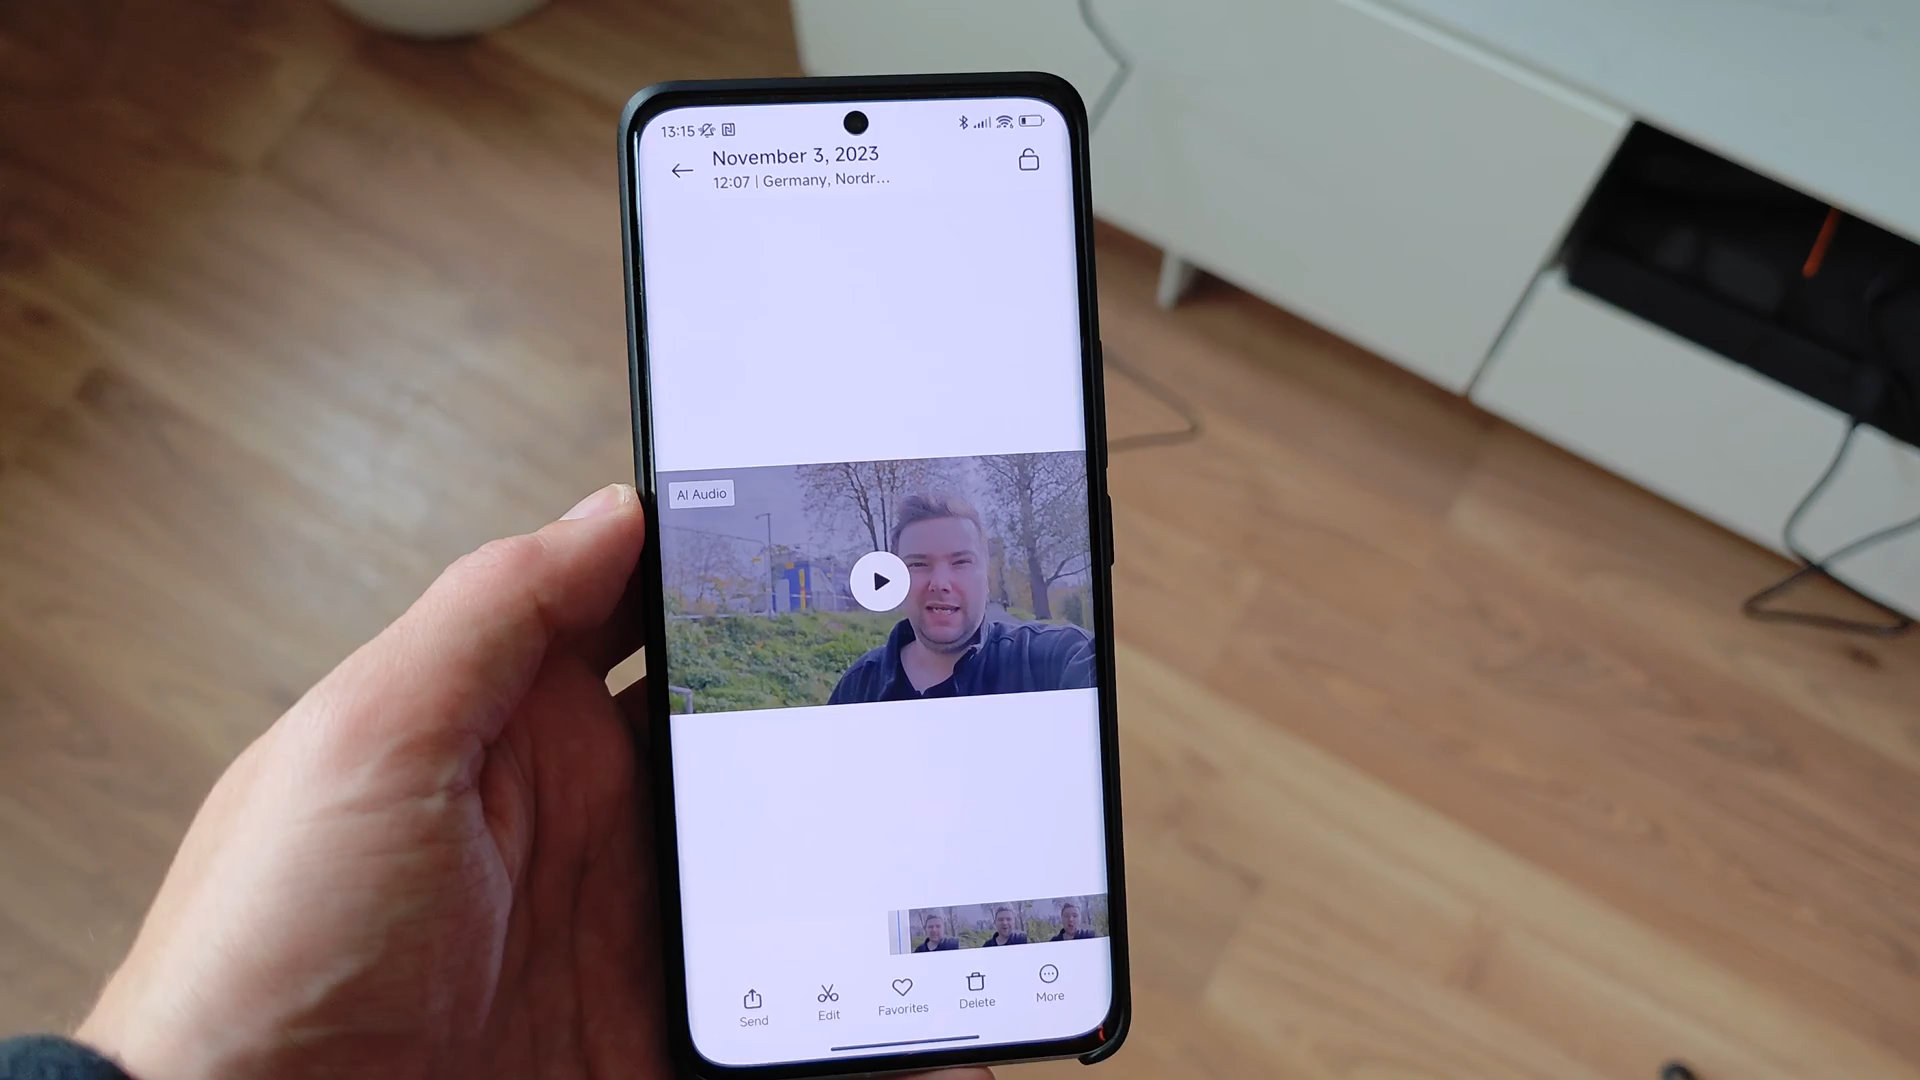 13:15
November 3, 2023
12:07 | Germany, Nordr...
AI Audio
Send
Edit
Favorites
Delete
More